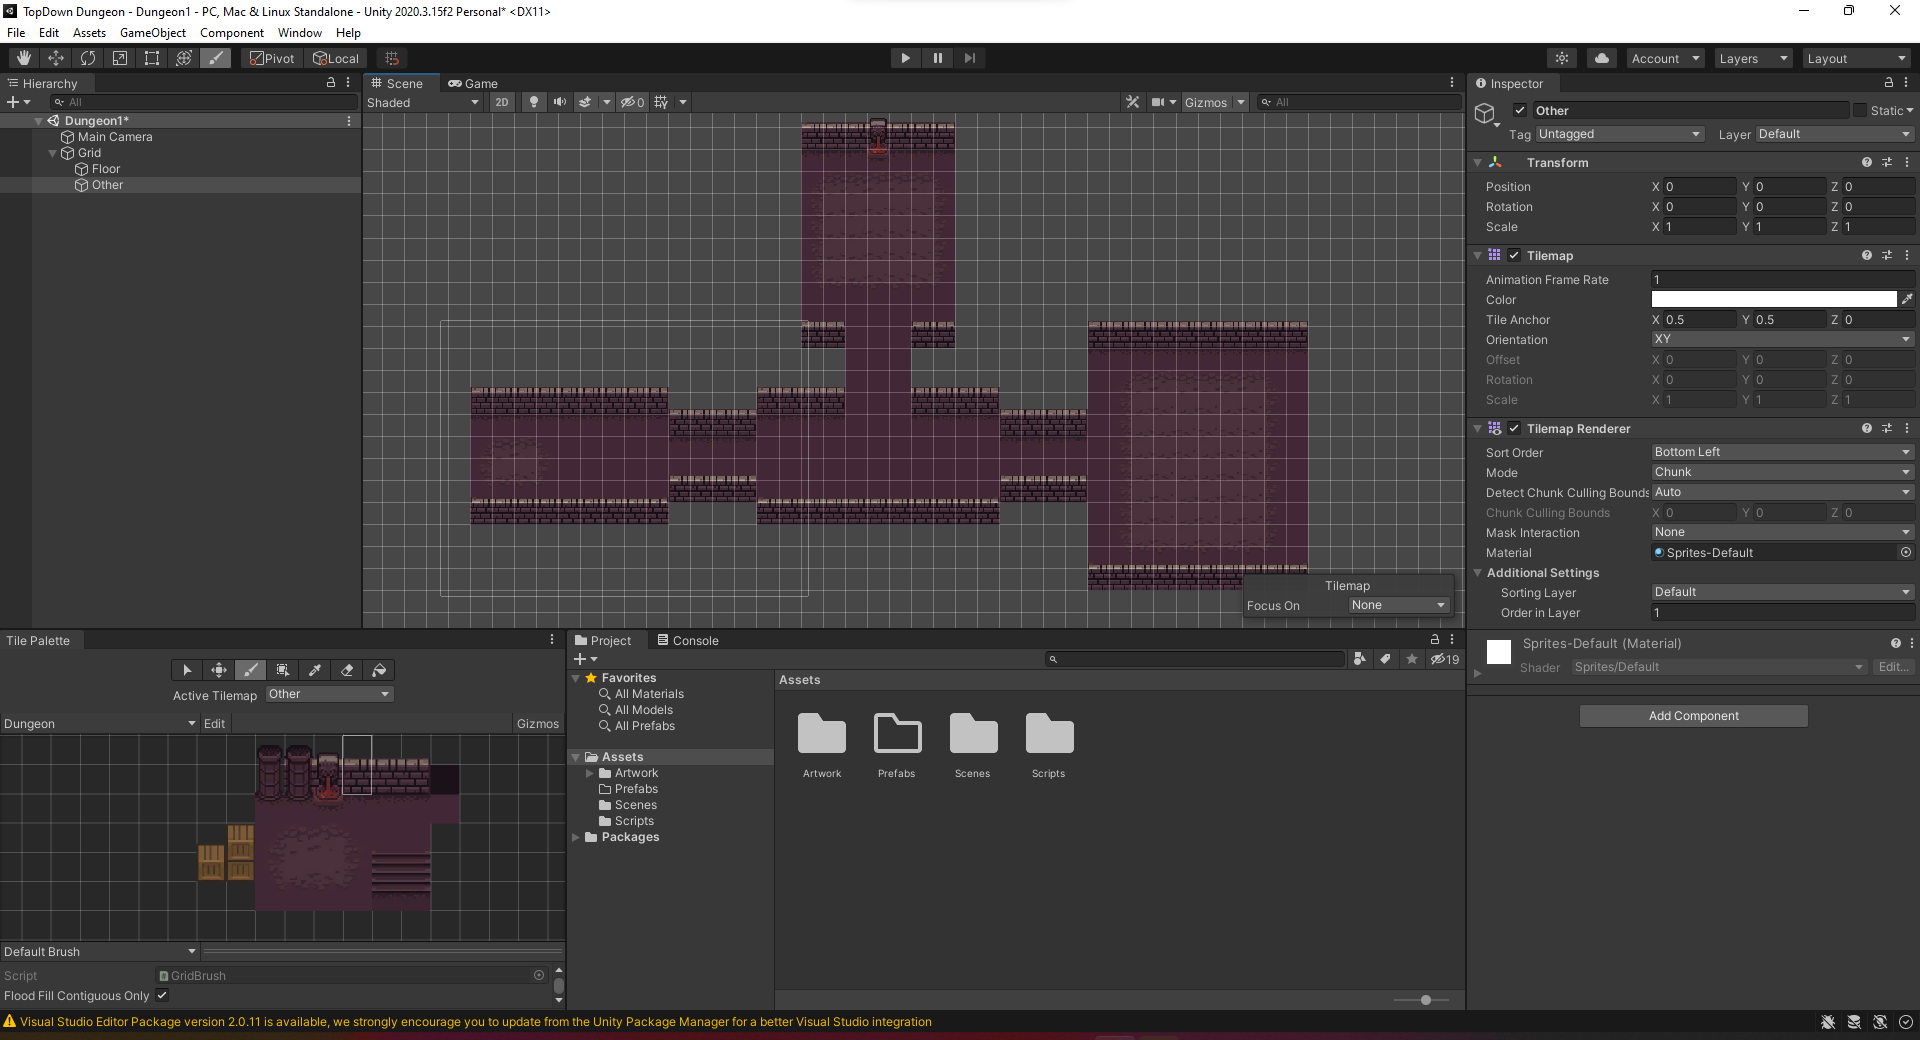 TopDown Dungeon - Dungeon1 - PC, Mac & Linux Standalone - Unity 2020.3.15f2 Personal* <DX11>
File Edit Assets GameObject Component Window Help
Pivot Local Account Layers Layout
Hierarchy
All
Dungeon1*
Main Camera
Grid
Floor
Other
Scene Game
Shaded 2D 0 Gizmos All
Tilemap
Focus On None
Inspector
Other Static
Tag Untagged Layer Default
Transform
Position X 0 Y 0 Z 0
Rotation X 0 Y 0 Z 0
Scale X 1 Y 1 Z 1
Tilemap
Animation Frame Rate 1
Color
Tile Anchor X 0.5 Y 0.5 Z 0
Orientation XY
Offset X 0 Y 0 Z 0
Rotation X 0 Y 0 Z 0
Scale X 1 Y 1 Z 1
Tilemap Renderer
Sort Order Bottom Left
Mode Chunk
Detect Chunk Culling Bounds Auto
Chunk Culling Bounds X 0 Y 0 Z 0
Mask Interaction None
Material Sprites-Default
Additional Settings
Sorting Layer Default
Order in Layer 1
Sprites-Default (Material)
Shader Sprites/Default Edit...
Add Component
Tile Palette
Active Tilemap Other
Dungeon Edit Gizmos
Default Brush
Script GridBrush
Flood Fill Contiguous Only
Project Console
19
Favorites
All Materials
All Models
All Prefabs
Assets
Artwork
Prefabs
Scenes
Scripts
Packages
Assets
Artwork Prefabs Scenes Scripts
Visual Studio Editor Package version 2.0.11 is available, we strongly encourage you to update from the Unity Package Manager for a better Visual Studio integration